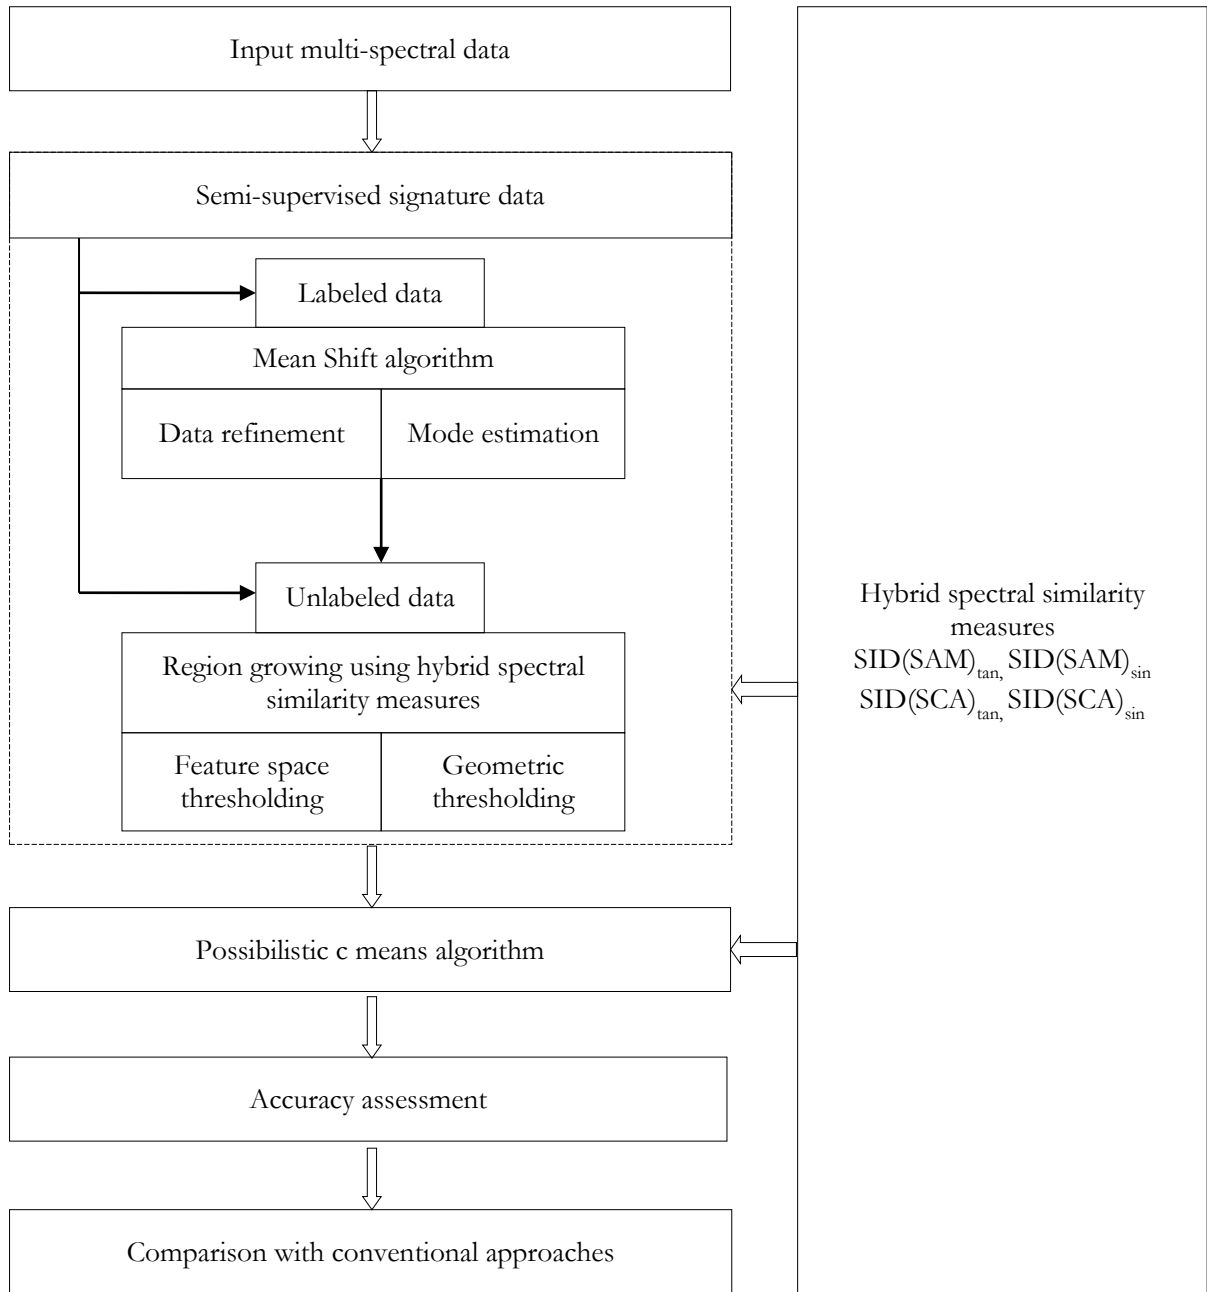 Input multi-spectral data
Semi-supervised signature data
Labeled data
Mean Shift algorithm
Data refinement
Mode estimation
Unlabeled data
Region growing using hybrid spectral
similarity measures
Feature space
thresholding
Geometric
thresholding
Possibilistic c means algorithm
Accuracy assessment
Comparison with conventional approaches
Hybrid spectral similarity
measures
SID(SAM)tan, SID(SAM)sin
SID(SCA)tan, SID(SCA)sin